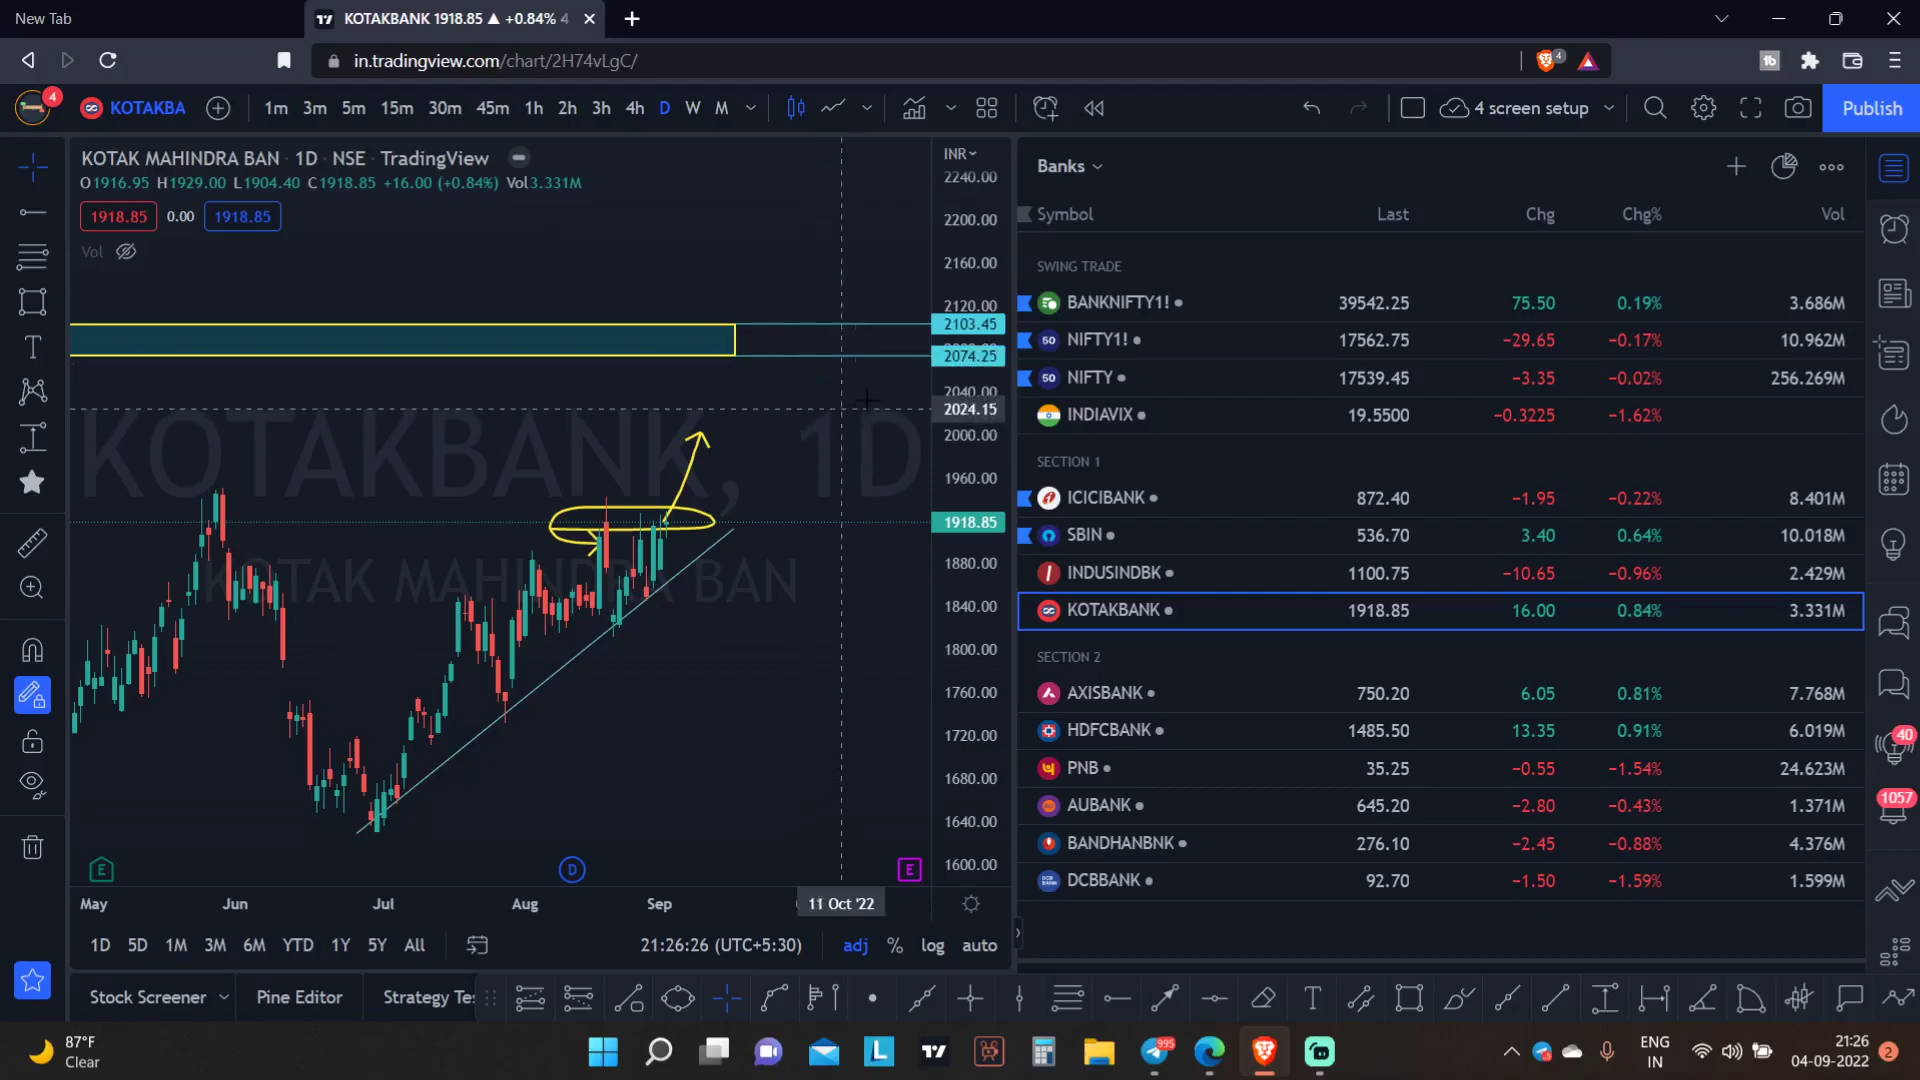 New Tab
KOTAKBANK 1918.85 ▲ +0.84% 4
in.tradingview.com/chart/2H74vLgC/
4
4
KOTAKBA
1m 3m 5m 15m 30m 45m 1h 2h 3h 4h D W M
4 screen setup
Publish
KOTAK MAHINDRA BAN · 1D · NSE · TradingView
O1916.95 H1929.00 L1904.40 C1918.85 +16.00 (+0.84%) Vol3.331M
1918.85 0.00 1918.85
Vol
KOTAKBANK, 1D
KOTAK MAHINDRA BAN
INR
2240.00
2200.00
2160.00
2120.00
2103.45
2074.25
2040.00
2024.15
2000.00
1960.00
1918.85
1880.00
1840.00
1800.00
1760.00
1720.00
1680.00
1640.00
1600.00
E D E
May Jun Jul Aug Sep 11 Oct '22
1D 5D 1M 3M 6M YTD 1Y 5Y All
21:26:26 (UTC+5:30) adj % log auto
Stock Screener Pine Editor Strategy Tes
Banks
Symbol Last Chg Chg% Vol
SWING TRADE
BANKNIFTY1! 39542.25 75.50 0.19% 3.686M
50 NIFTY1! 17562.75 −29.65 −0.17% 10.962M
50 NIFTY 17539.45 −3.35 −0.02% 256.269M
INDIAVIX 19.5500 −0.3225 −1.62%
SECTION 1
ICICIBANK 872.40 −1.95 −0.22% 8.401M
SBIN 536.70 3.40 0.64% 10.018M
INDUSINDBK 1100.75 −10.65 −0.96% 2.429M
KOTAKBANK 1918.85 16.00 0.84% 3.331M
SECTION 2
AXISBANK 750.20 6.05 0.81% 7.768M
HDFCBANK 1485.50 13.35 0.91% 6.019M
PNB 35.25 −0.55 −1.54% 24.623M
AUBANK 645.20 −2.80 −0.43% 1.371M
BANDHANBNK 276.10 −2.45 −0.88% 4.376M
DCB BANK DCBBANK 92.70 −1.50 −1.59% 1.599M
40
1057
87°F
Clear
995
ENG
IN
21:26
04-09-2022
2